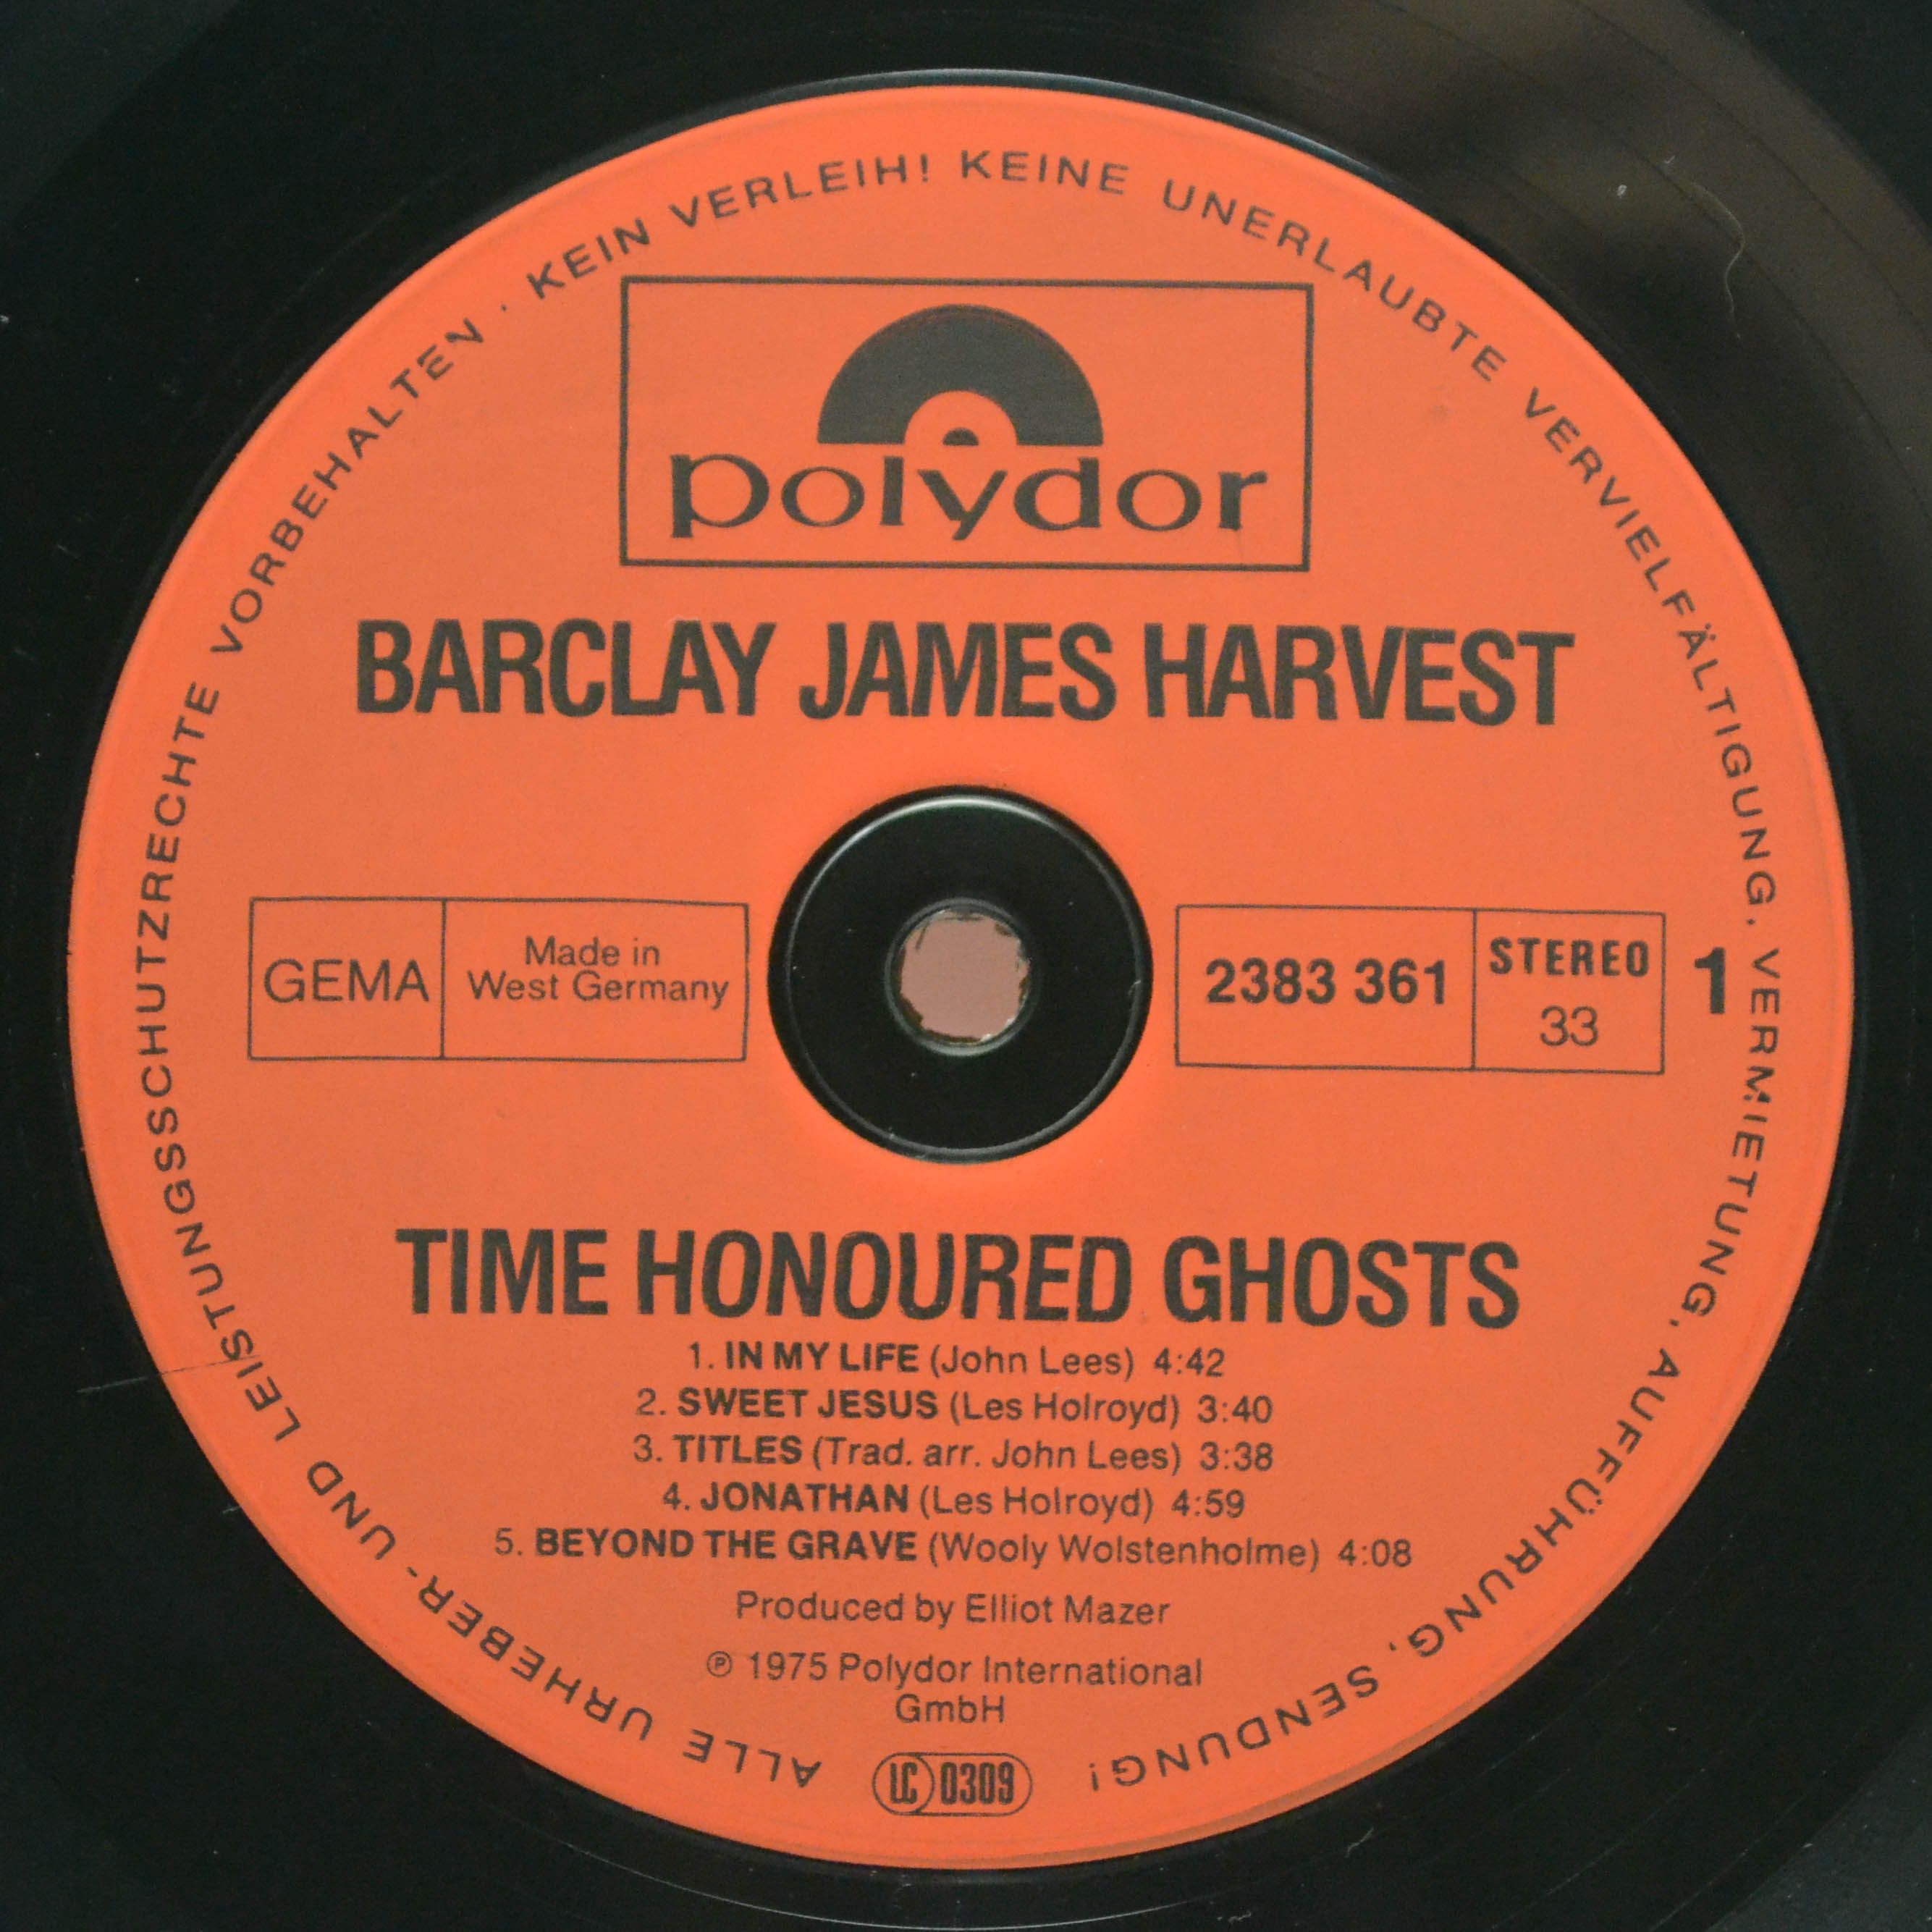 ALLE URHEBER- UND LEISTUNGSSCHUTZRECHTE VORBEHALTEN · KEIN VERLEIH! KEINE UNERLAUBTE VERVIELFÄLTIGUNG, VERMIETUNG, AUFFÜHRUNG, SENDUNG!
polydor
BARCLAY JAMES HARVEST
GEMA
Made in
West Germany
2383 361
STEREO
33
1
TIME HONOURED GHOSTS
1. IN MY LIFE (John Lees) 4:42
2. SWEET JESUS (Les Holroyd) 3:40
3. TITLES (Trad. arr. John Lees) 3:38
4. JONATHAN (Les Holroyd) 4:59
5. BEYOND THE GRAVE (Wooly Wolstenholme) 4:08
Produced by Elliot Mazer
℗ 1975 Polydor International
GmbH
LC 0309